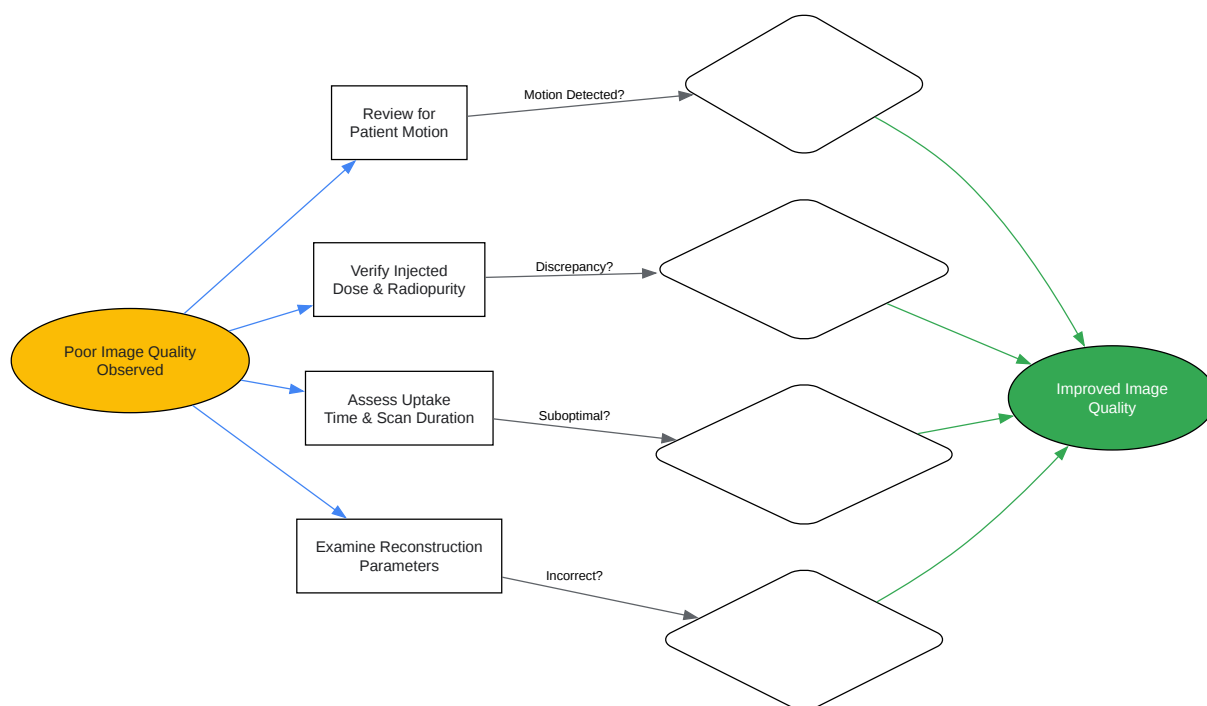 Motion Detected?
Review for
Patient Motion
Verify Injected
Dose & Radiopurity
Discrepancy?
Poor Image Quality
Observed
Assess Uptake
Time & Scan Duration
Suboptimal?
Improved Image
Quality
Examine Reconstruction
Parameters
Incorrect?